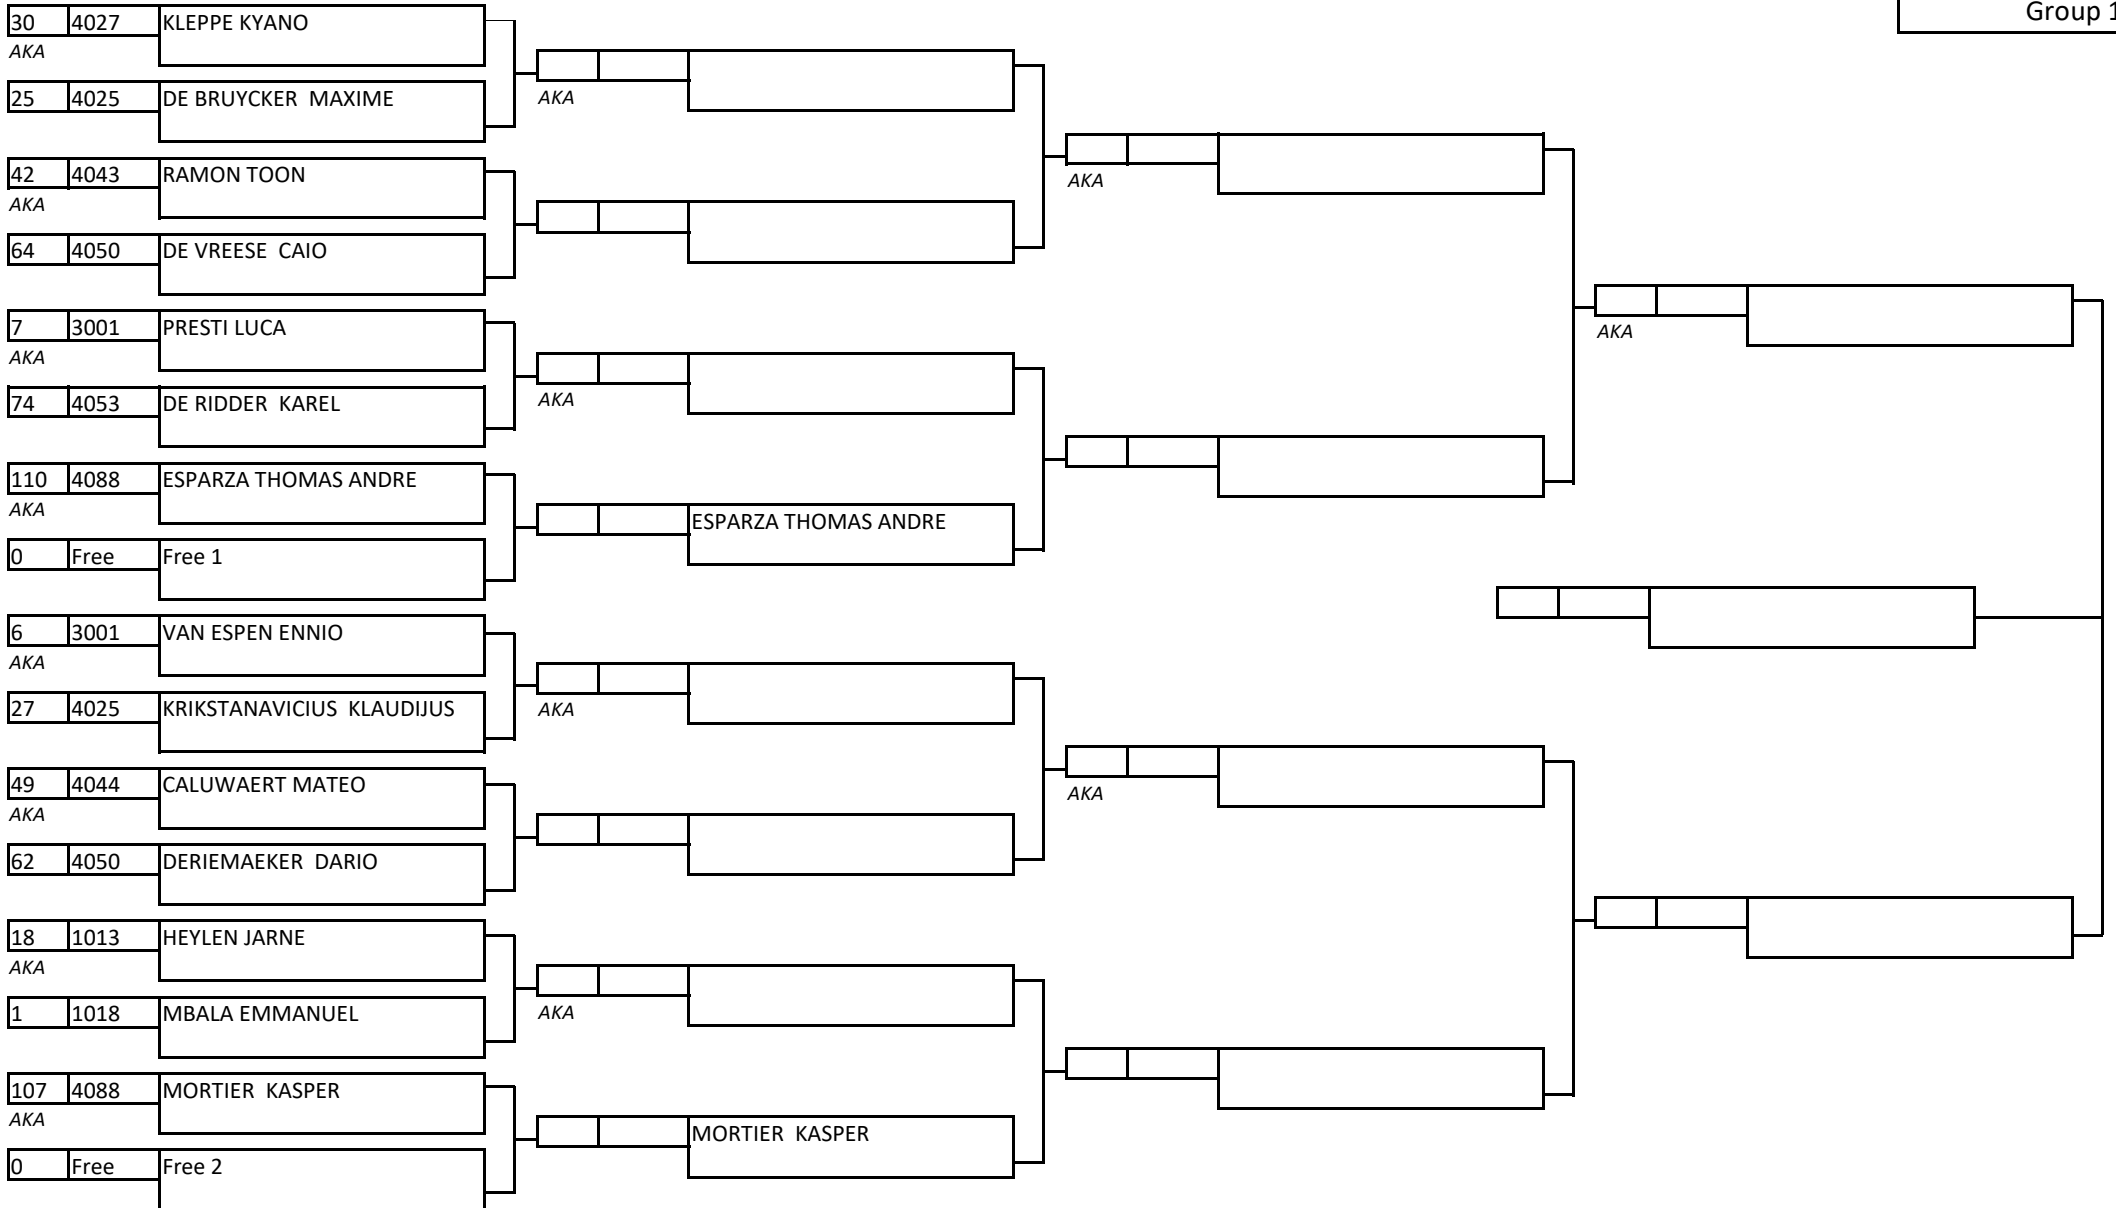 Group 1
30 4027 KLEPPE KYANO
AKA
25 4025 DE BRUYCKER  MAXIME
AKA
42 4043 RAMON TOON
AKA
AKA
64 4050 DE VREESE  CAIO
7 3001 PRESTI LUCA
AKA
AKA
74 4053 DE RIDDER  KAREL
AKA
110 4088 ESPARZA THOMAS ANDRE
AKA
ESPARZA THOMAS ANDRE
0 Free Free 1
6 3001 VAN ESPEN ENNIO
AKA
27 4025 KRIKSTANAVICIUS  KLAUDIJUS
AKA
49 4044 CALUWAERT MATEO
AKA
AKA
62 4050 DERIEMAEKER  DARIO
18 1013 HEYLEN JARNE
AKA
1 1018 MBALA EMMANUEL
AKA
107 4088 MORTIER  KASPER
AKA
MORTIER  KASPER
0 Free Free 2